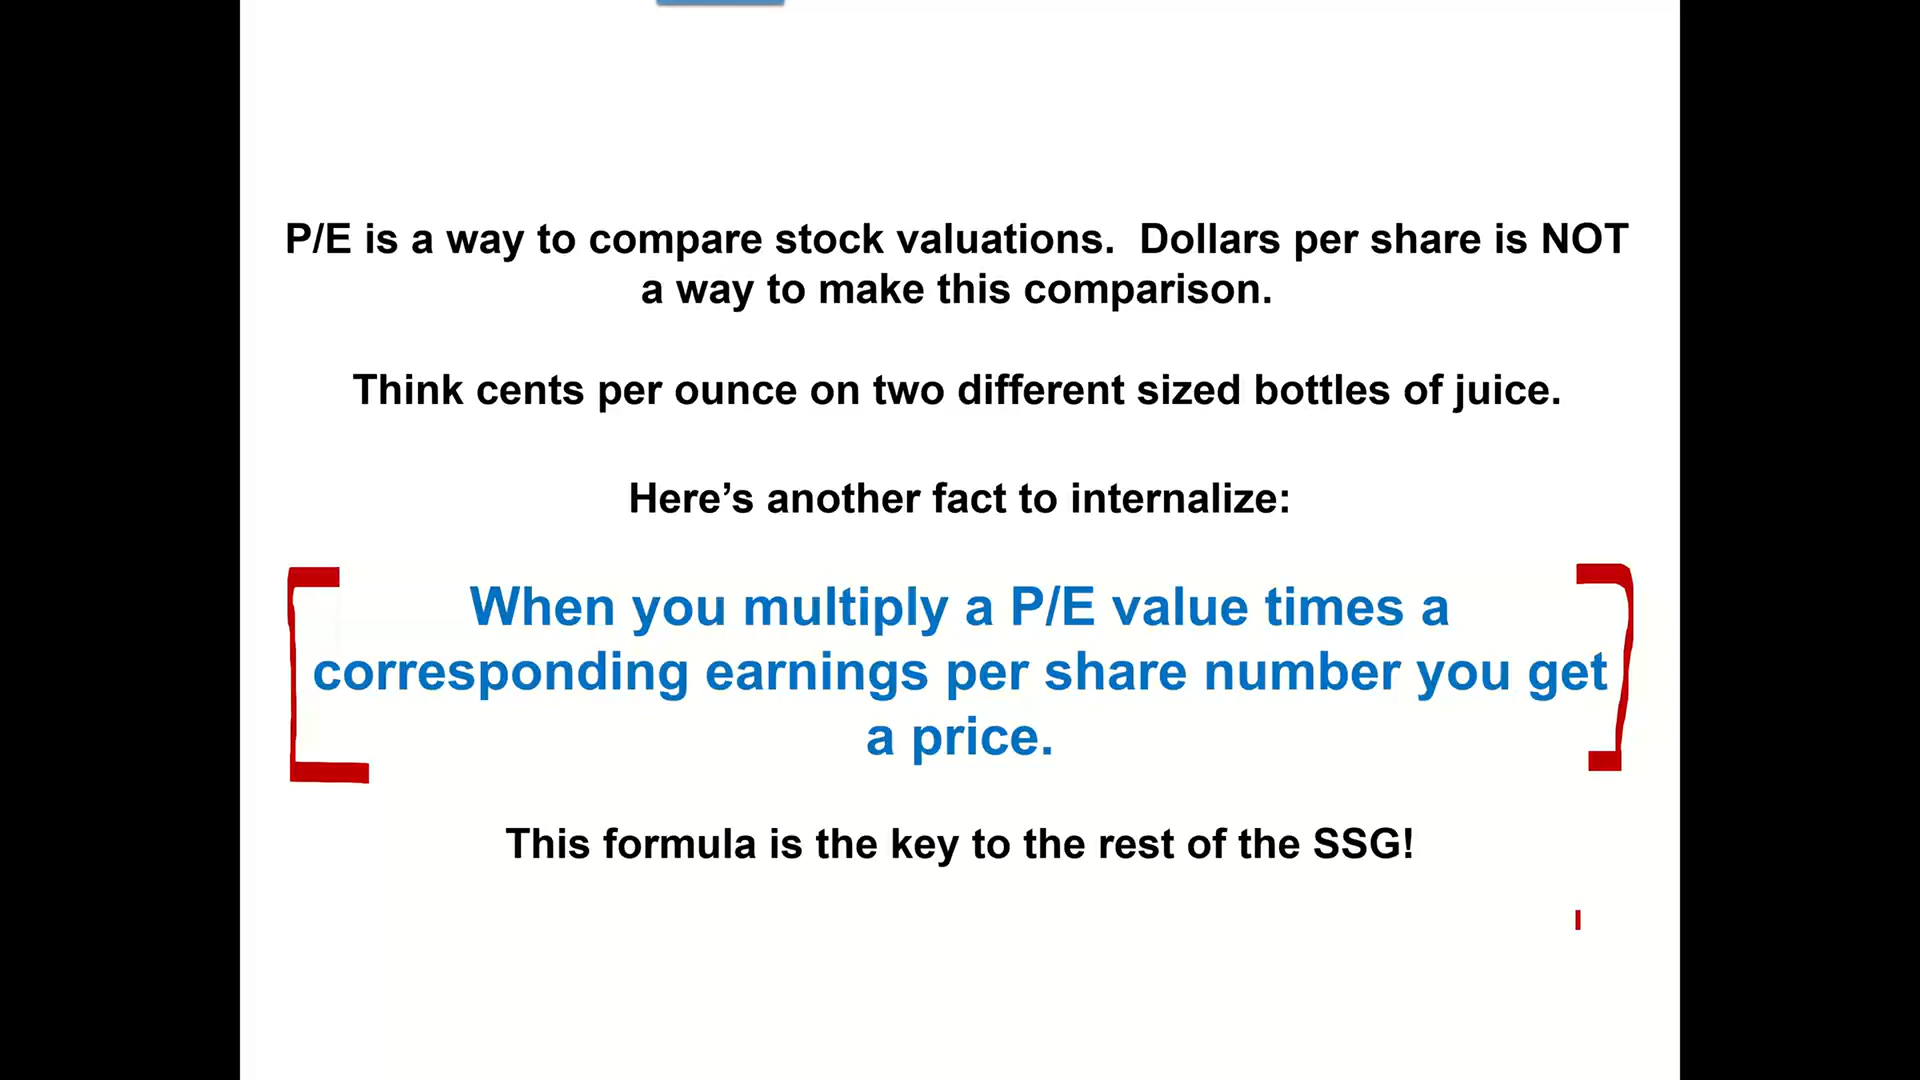 P/E is a way to compare stock valuations.  Dollars per share is NOT
a way to make this comparison.
Think cents per ounce on two different sized bottles of juice.
Here’s another fact to internalize:
When you multiply a P/E value times a
corresponding earnings per share number you get
a price.
This formula is the key to the rest of the SSG!